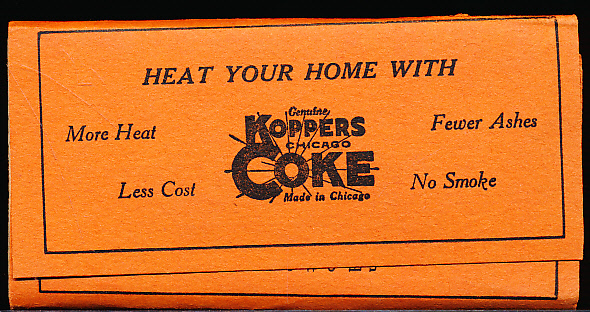 HEAT YOUR HOME WITH
More Heat
Less Cost
Genuine
KOPPERS
CHICAGO
COKE
Made in Chicago
Fewer Ashes
No Smoke